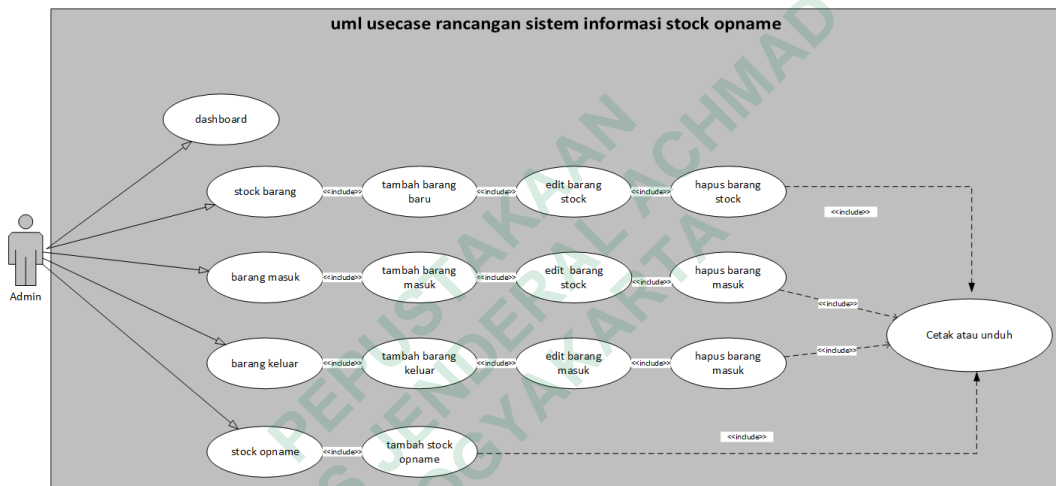 uml usecase rancangan sistem informasi stock opname
dashboard
stock barang
<<include>>
tambah barang
baru
<<include>>
edit barang
stock
<<include>>
hapus barang
stock
<<include>>
Admin
barang masuk
<<include>>
tambah barang
masuk
<<include>>
edit barang
stock
<<include>>
hapus barang
masuk
<<include>>
Cetak atau unduh
barang keluar
<<include>>
tambah barang
keluar
<<include>>
edit barang
masuk
<<include>>
hapus barang
masuk
<<include>>
stock opname
<<include>>
tambah stock
opname
<<include>>
PEPUSTAKAAN
S JENDERAL ACHMAD
OGYAKARTA